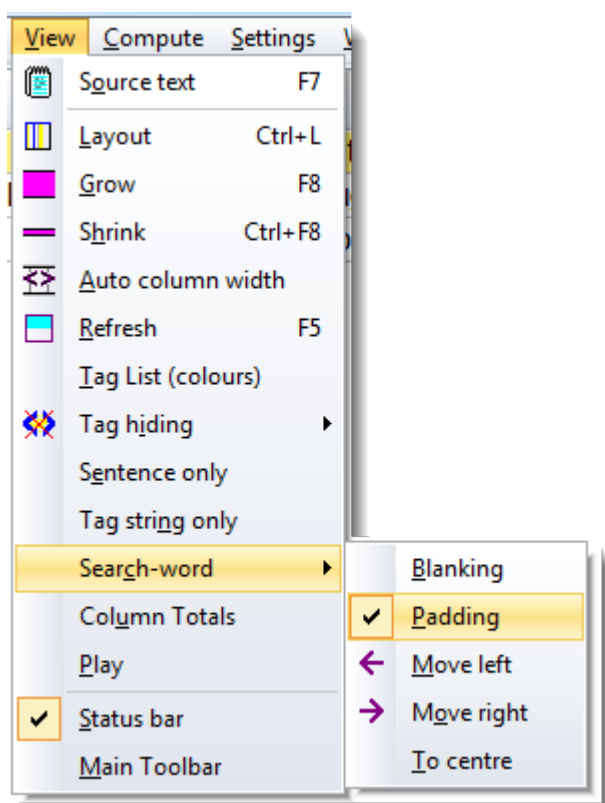 View Compute Settings
Source text F7
Layout Ctrl+L
Grow F8
Shrink Ctrl+F8
Auto column width
Refresh F5
Tag List (colours)
Tag hiding
Sentence only
Tag string only
Search-word
Column Totals
Play
Status bar
Main Toolbar
Blanking
Padding
Move left
Move right
To centre